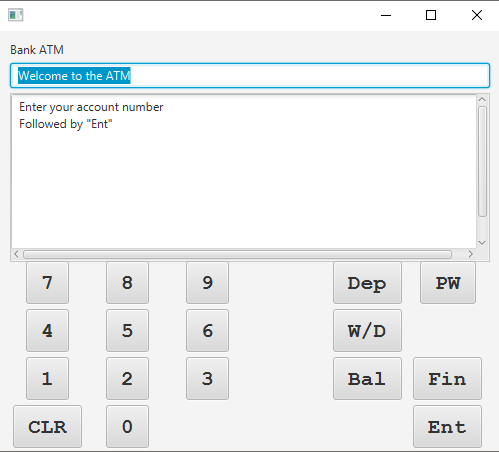 Bank ATM
Welcome to the ATM
Enter your account number
Followed by "Ent"
7 8 9 Dep PW
4 5 6 W/D
1 2 3 Bal Fin
CLR 0 Ent